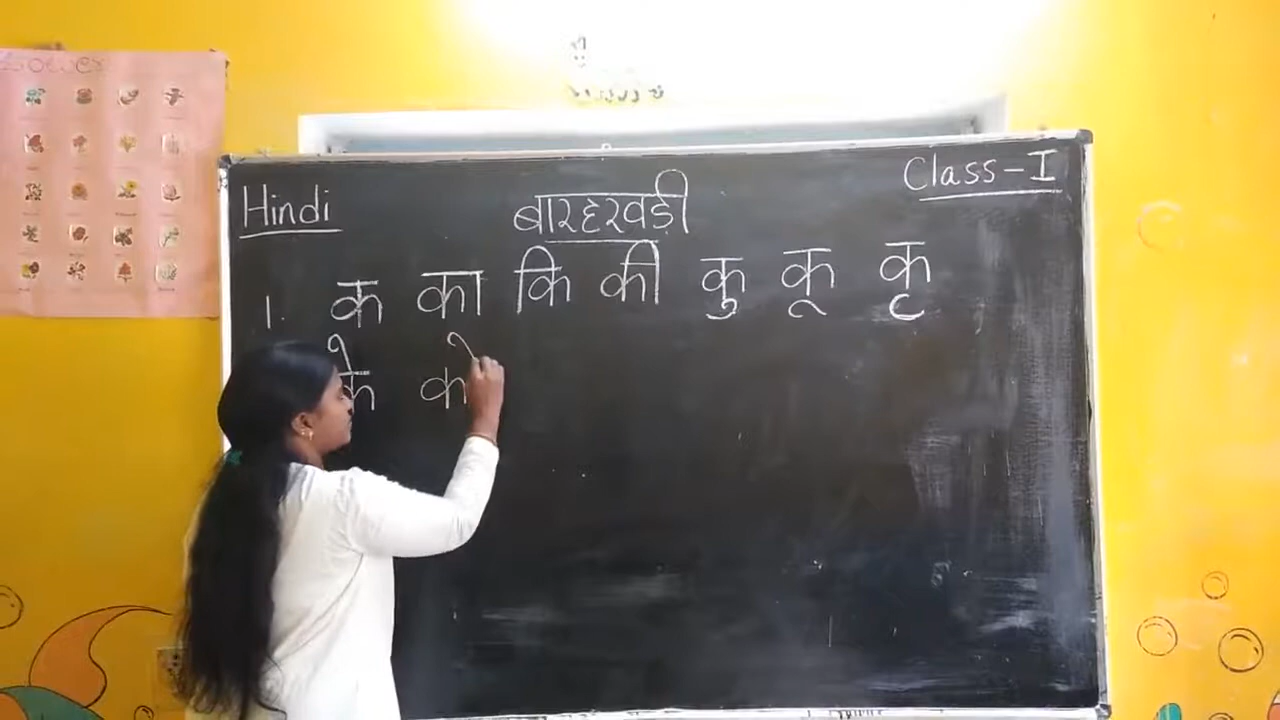 Hindi
बारहखड़ी
Class-I
1. क का कि की कु कू कृ
के क